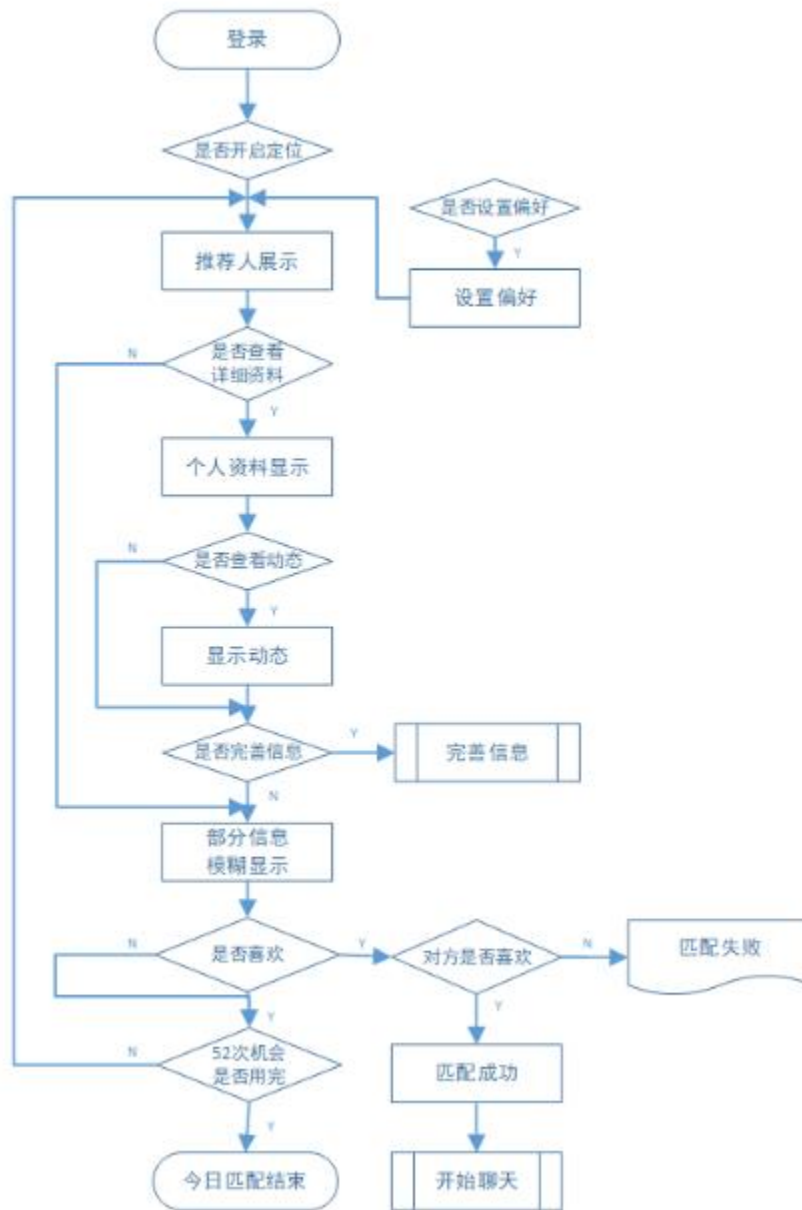 登录
是否开启定位
是否设置偏好
Y
推荐人展示
设置偏好
N
是否查看
详细资料
Y
个人资料显示
N
是否查看动态
Y
显示动态
Y
是否完善信息
完善信息
N
部分信息
模糊显示
N
是否喜欢
Y
对方是否喜欢
N
匹配失败
Y
Y
N
52次机会
是否用完
匹配成功
Y
今日匹配结束
开始聊天